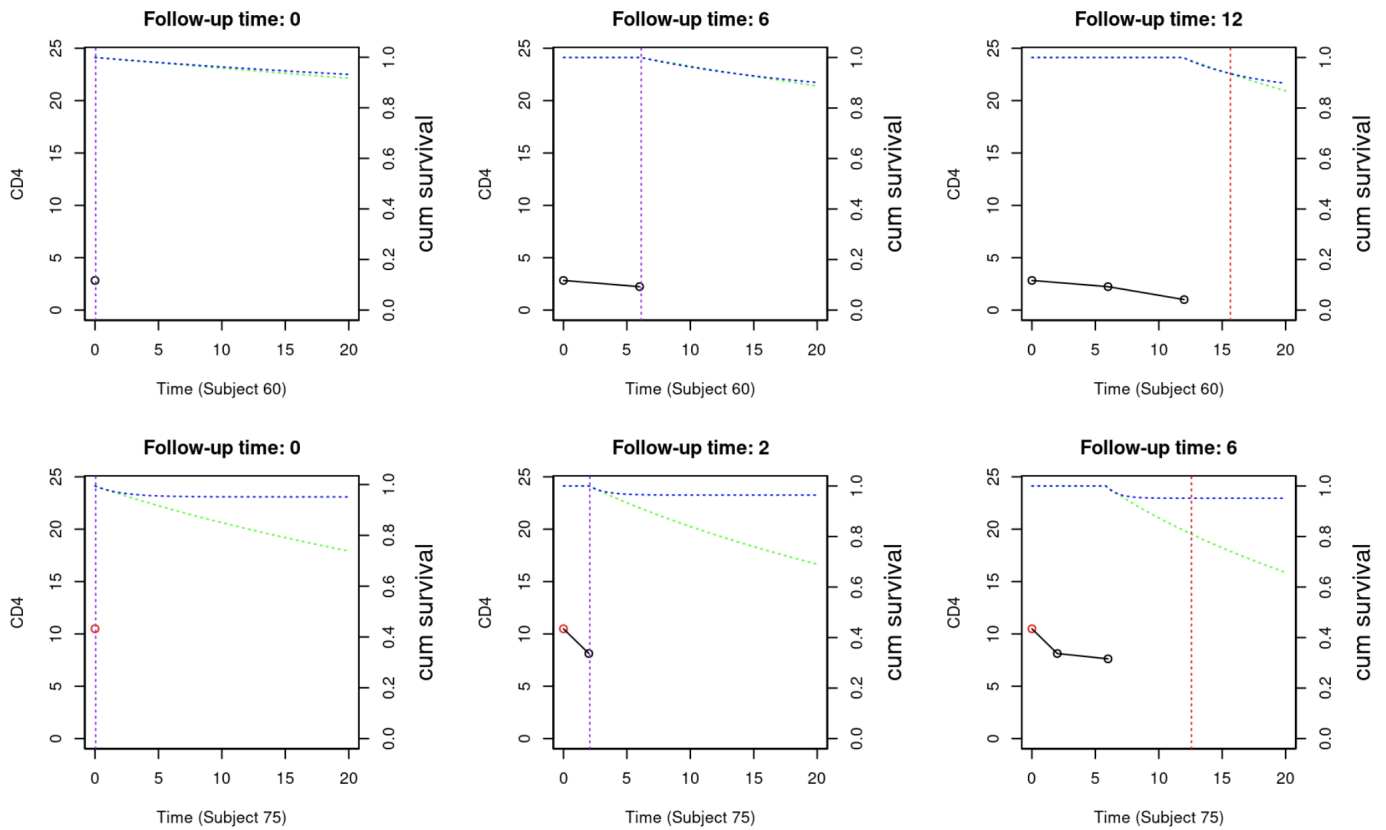 Follow-up time: 0
CD4
0 5 10 15 20 25
0.0 0.2 0.4 0.6 0.8 1.0
cum survival
0 5 10 15 20
Time (Subject 60)
Follow-up time: 6
CD4
0 5 10 15 20 25
0.0 0.2 0.4 0.6 0.8 1.0
cum survival
0 5 10 15 20
Time (Subject 60)
Follow-up time: 12
CD4
0 5 10 15 20 25
0.0 0.2 0.4 0.6 0.8 1.0
cum survival
0 5 10 15 20
Time (Subject 60)
Follow-up time: 0
CD4
0 5 10 15 20 25
0.0 0.2 0.4 0.6 0.8 1.0
cum survival
0 5 10 15 20
Time (Subject 75)
Follow-up time: 2
CD4
0 5 10 15 20 25
0.0 0.2 0.4 0.6 0.8 1.0
cum survival
0 5 10 15 20
Time (Subject 75)
Follow-up time: 6
CD4
0 5 10 15 20 25
0.0 0.2 0.4 0.6 0.8 1.0
cum survival
0 5 10 15 20
Time (Subject 75)